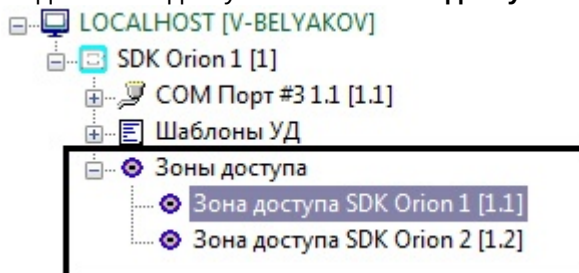 LOCALHOST [V-BELYAKOV]
SDK Orion 1 [1]
COM Порт #3 1.1 [1.1]
Шаблоны УД
Зоны доступа
Зона доступа SDK Orion 1 [1.1]
Зона доступа SDK Orion 2 [1.2]